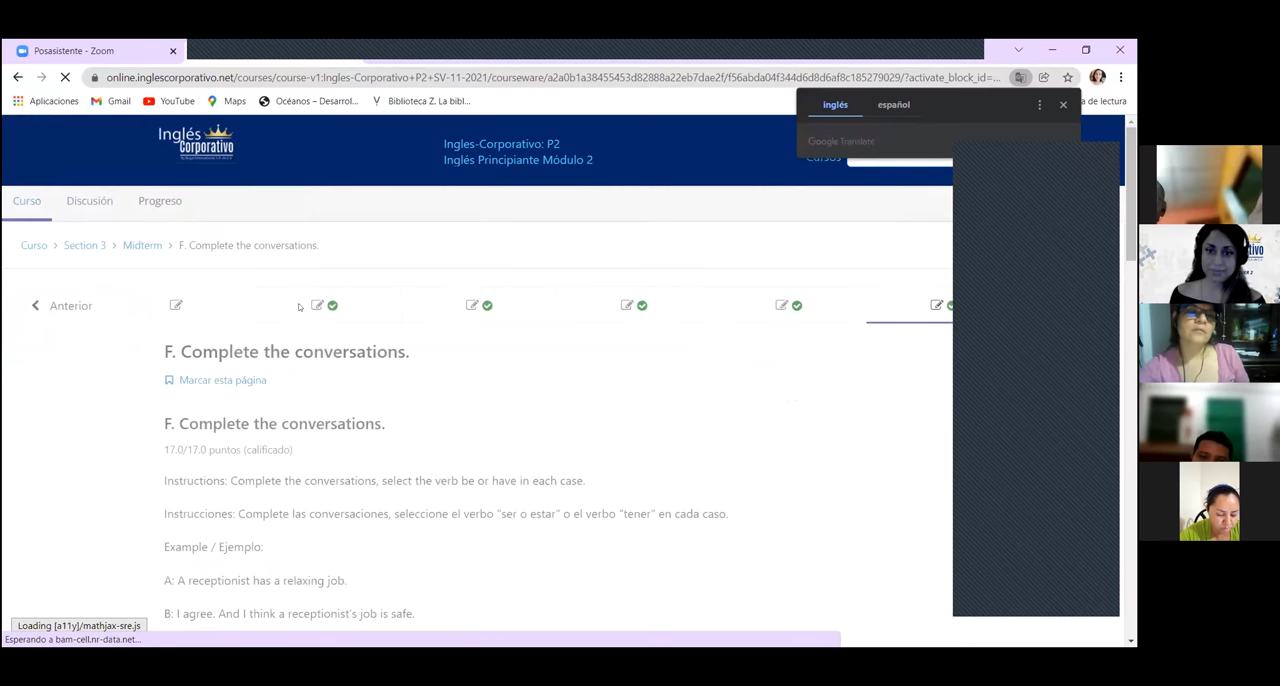 Posasistente - Zoom
online.inglescorporativo.net/courses/course-v1:Ingles-Corporativo+P2+SV-11-2021/courseware/a2a0b1a38455453d82888a22eb7dae2f/f56abda04f344d6d8d6af8c185279029/?activate_block_id=...
Aplicaciones Gmail YouTube Maps Océanos – Desarrol... Biblioteca Z. La bibl... a de lectura
inglés español
Google Translate
Inglés
CORPORATIVO
Ingles-Corporativo: P2
Inglés Principiante Módulo 2
Cursos
Curso Discusión Progreso
Curso > Section 3 > Midterm > F. Complete the conversations.
Anterior
F. Complete the conversations.
Marcar esta página
F. Complete the conversations.
17.0/17.0 puntos (calificado)
Instructions: Complete the conversations, select the verb be or have in each case.
Instrucciones: Complete las conversaciones, seleccione el verbo "ser o estar" o el verbo "tener" en cada caso.
Example / Ejemplo:
A: A receptionist has a relaxing job.
B: I agree. And I think a receptionist's job is safe.
Loading [a11y]/mathjax-sre.js
Esperando a bam-cell.nr-data.net...